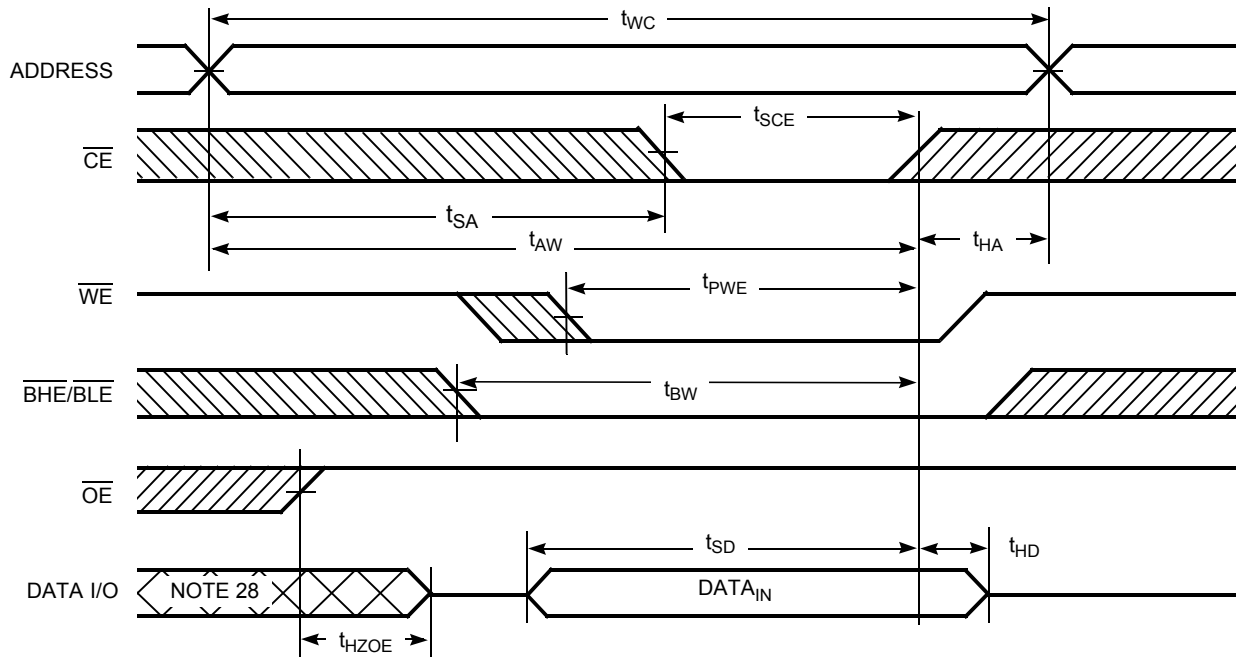 tWC
ADDRESS
tSCE
CE
tSA
tAW
tHA
WE
tPWE
BHE/BLE
tBW
OE
tSD
tHD
DATA I/O
NOTE 28
DATAIN
tHZOE